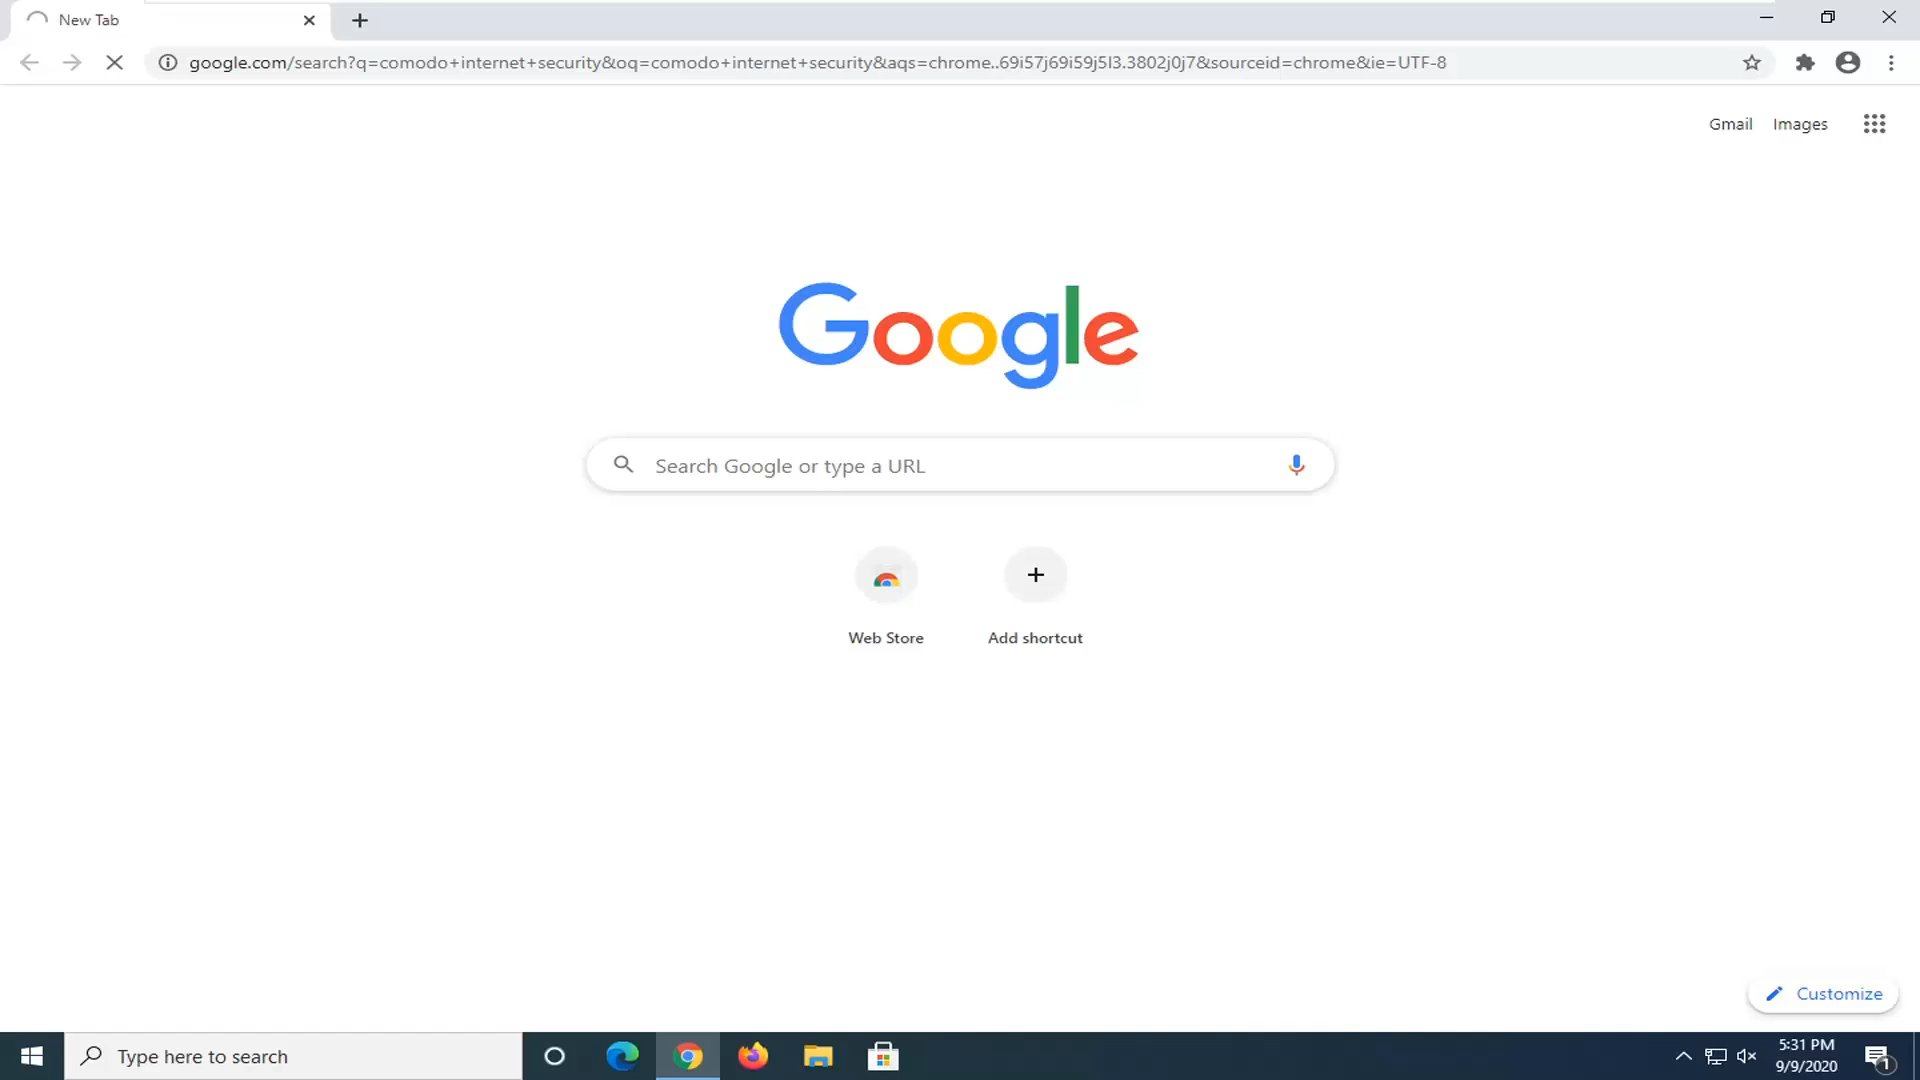 New Tab
google.com/search?q=comodo+internet+security&oq=comodo+internet+security&aqs=chrome..69i57j69i59j5l3.3802j0j7&sourceid=chrome&ie=UTF-8
Gmail Images
Google
Search Google or type a URL
Web Store Add shortcut
Customize
Type here to search
5:31 PM
9/9/2020
1